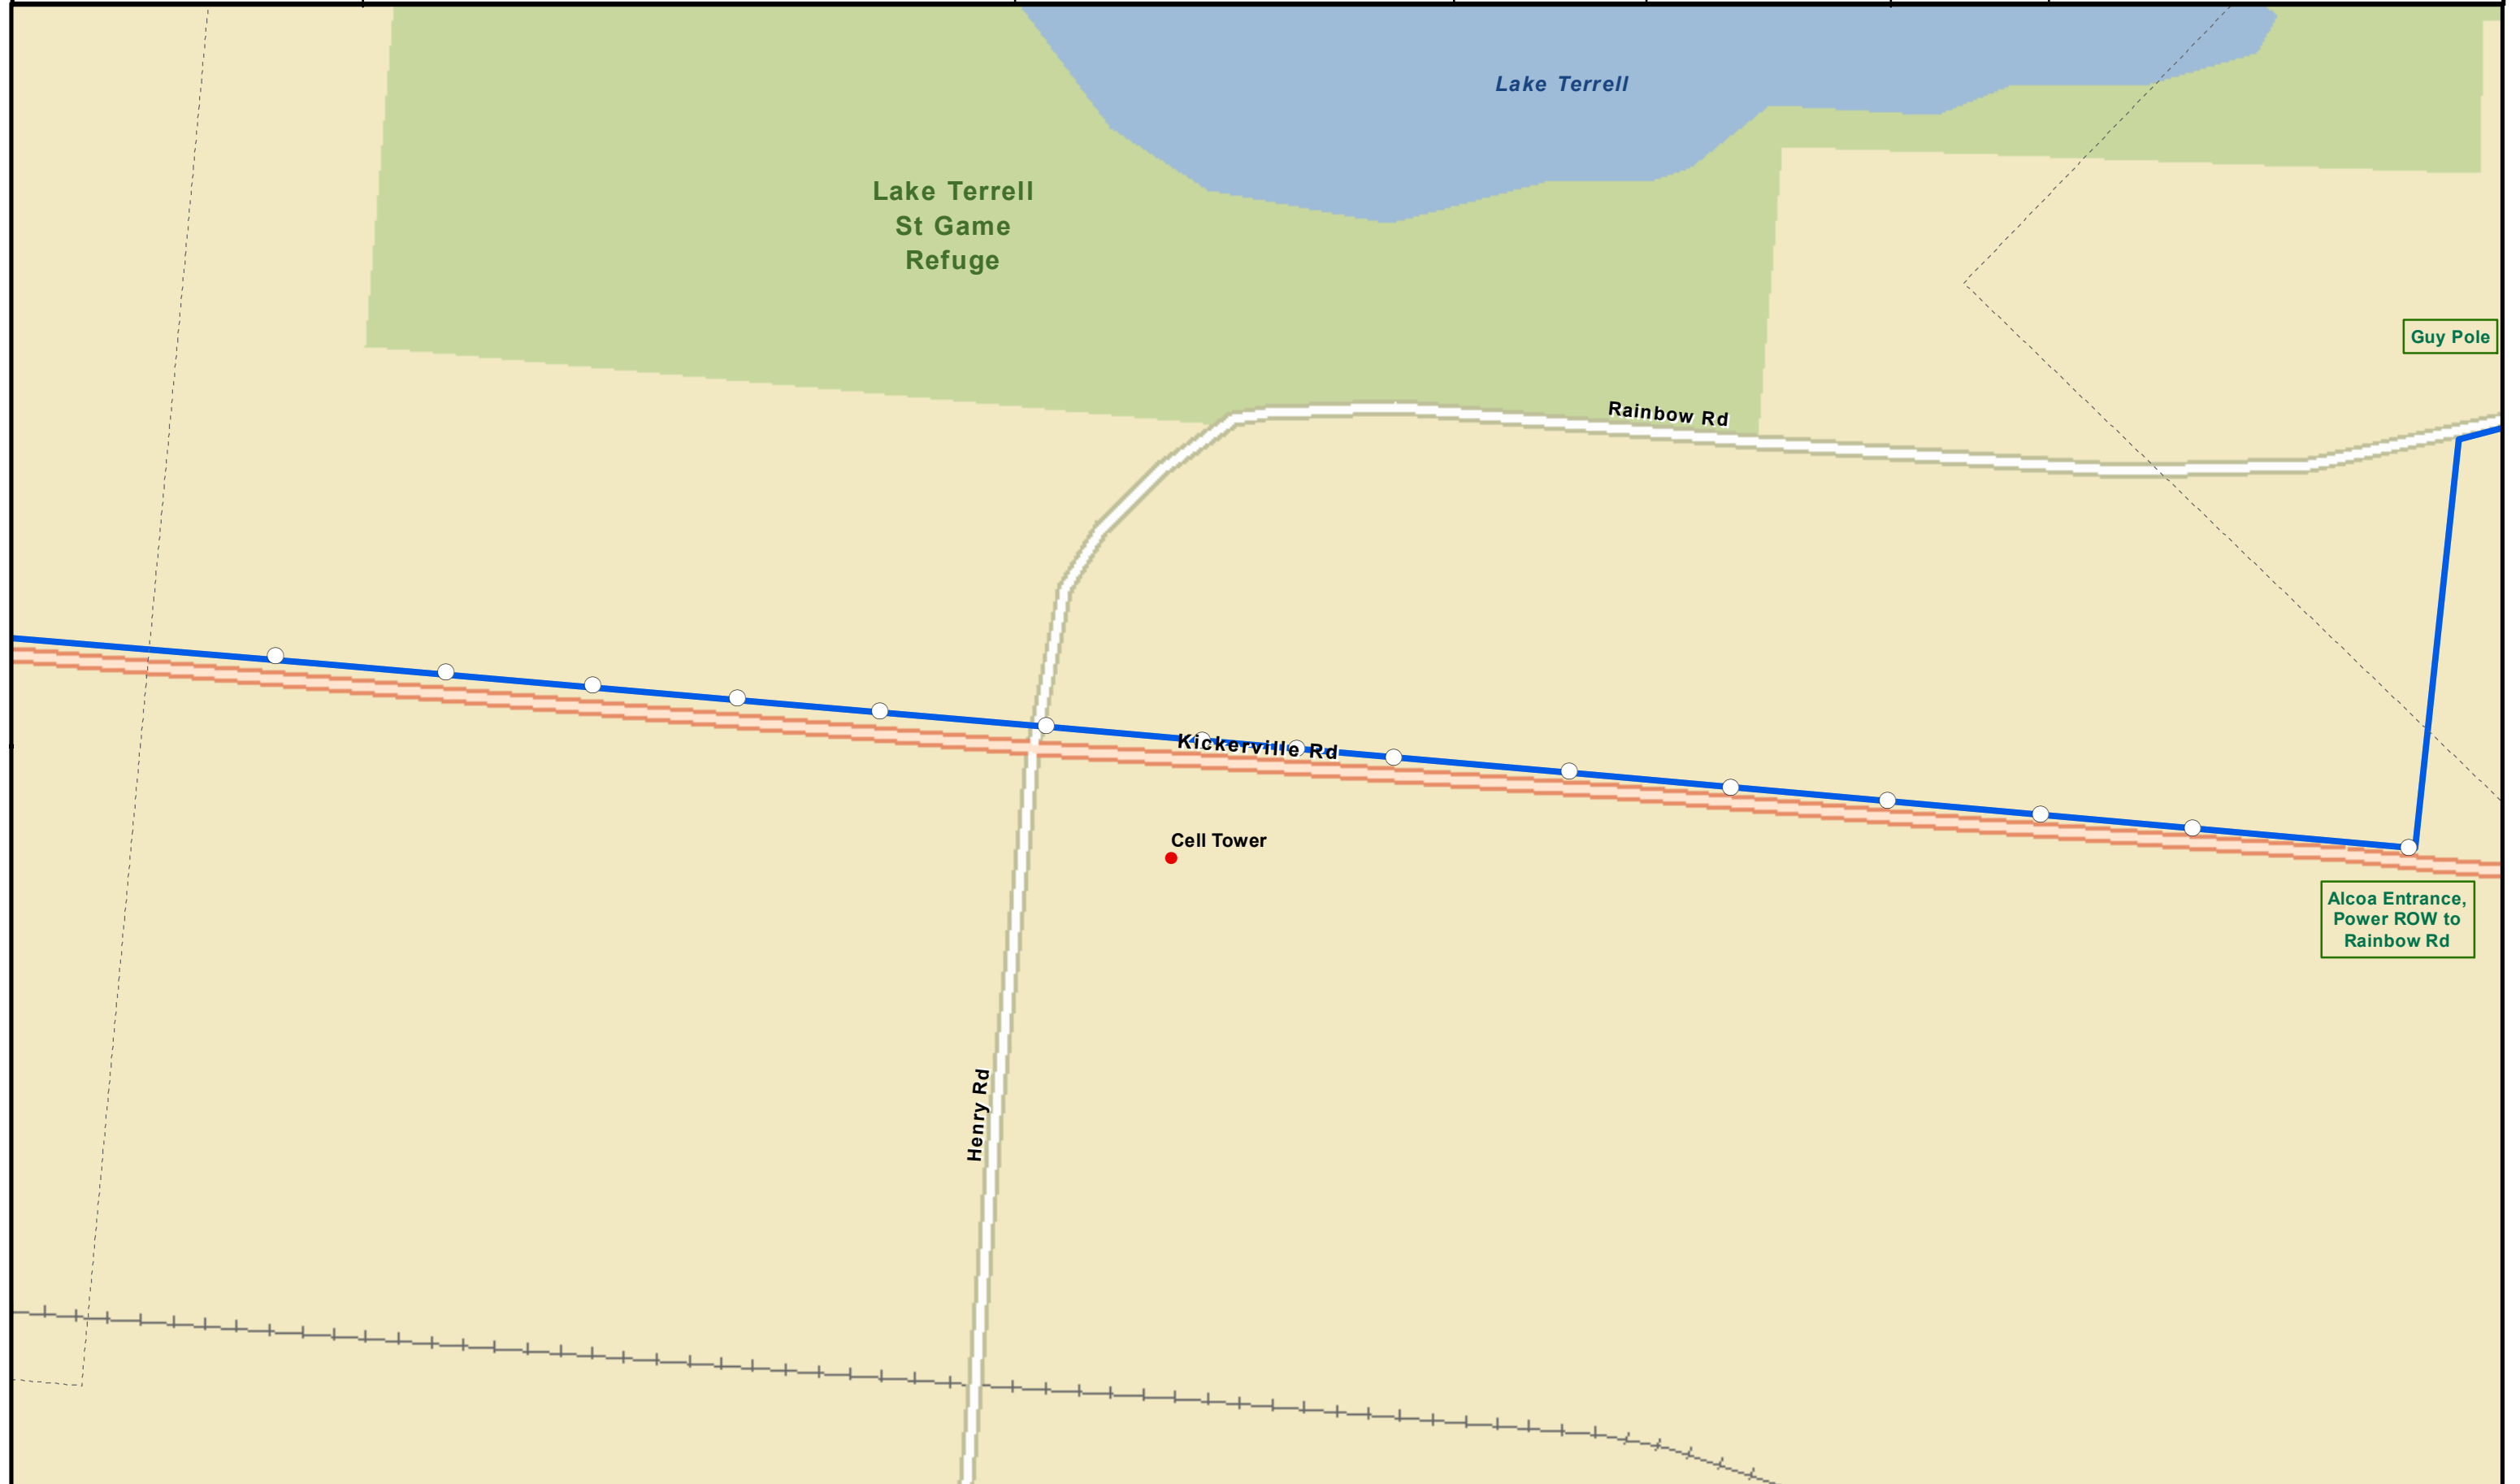 Lake Terrell
Lake Terrell
St Game
Refuge
Guy Pole
Rainbow Rd
Kickerville Rd
Cell Tower
Alcoa Entrance,
Power ROW to
Rainbow Rd
Henry Rd